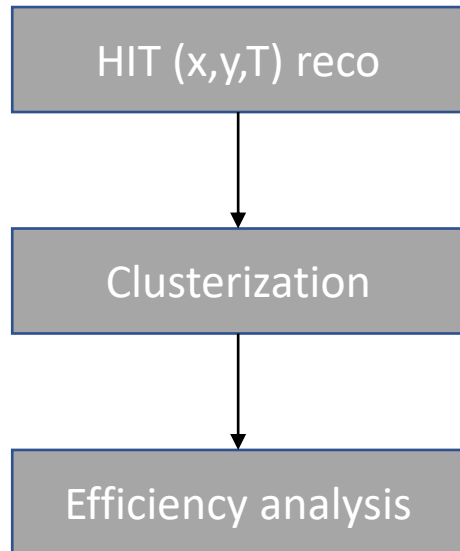 HIT (x,y,T) reco
Clusterization
Efficiency analysis